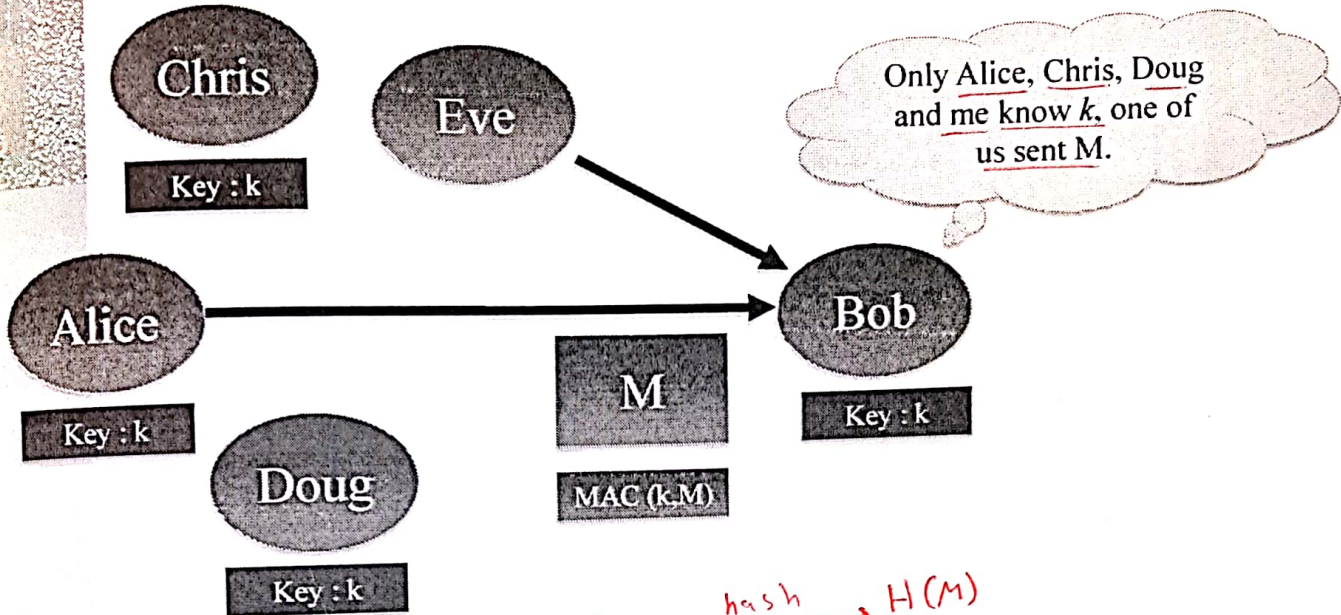 Chris
Key : k
Eve
Only Alice, Chris, Doug
and me know k, one of
us sent M.
Alice
Key : k
Bob
Key : k
M
MAC (k,M)
Doug
Key : k
hash H(M)